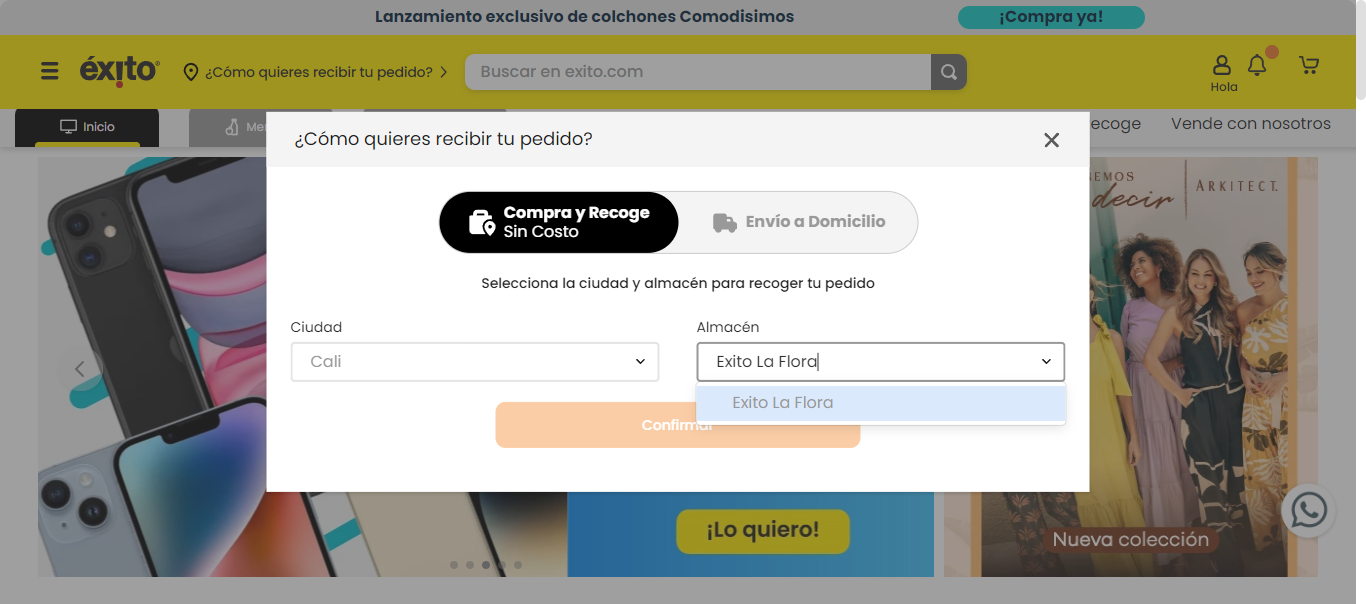 Lanzamiento exclusivo de colchones Comodisimos
¡Compra ya!
éxito
¿Cómo quieres recibir tu pedido?
Buscar en exito.com
Hola
Inicio
Vende con nosotros
¿Cómo quieres recibir tu pedido?
Compra y Recoge
Sin Costo
Envío a Domicilio
Selecciona la ciudad y almacén para recoger tu pedido
Ciudad
Almacén
Cali
Exito La Flora
Exito La Flora
Confirmar
decir
ARKITECT.
¡Lo quiero!
Nueva colección